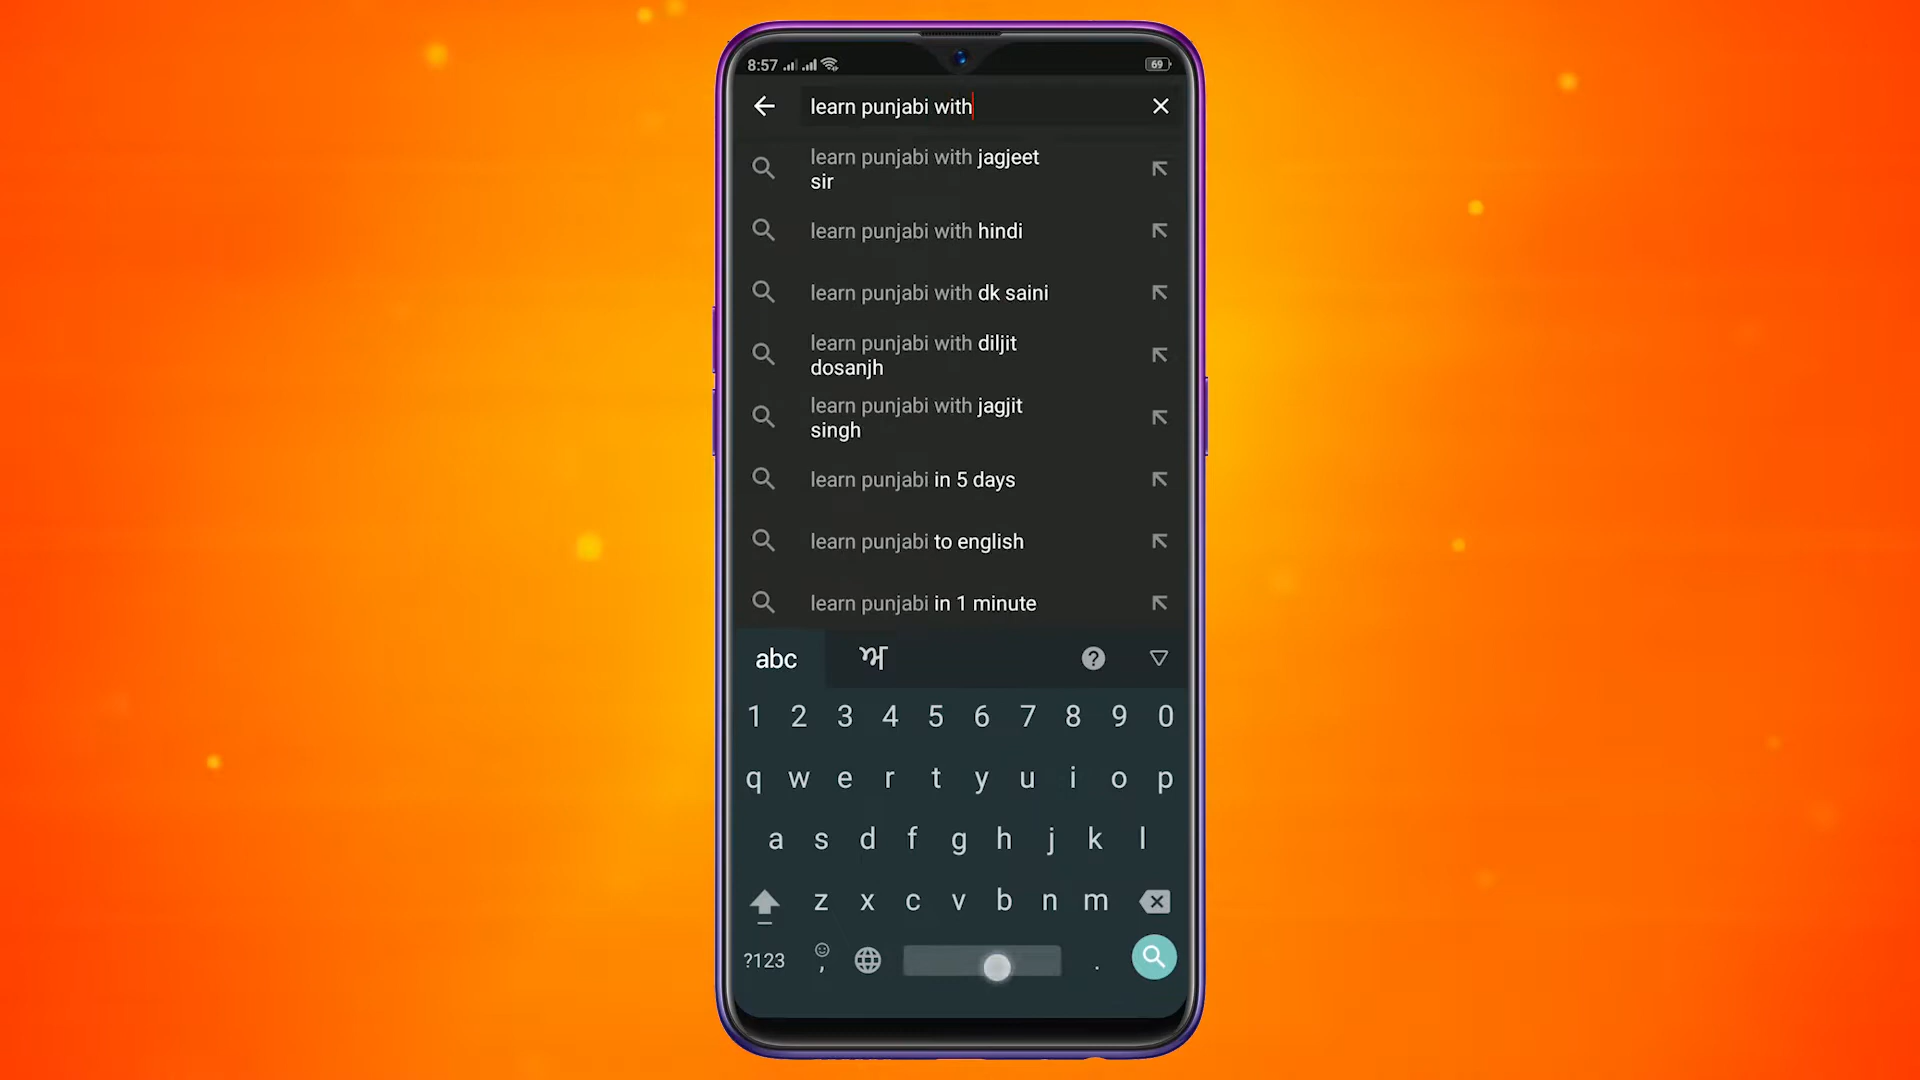 8:57
69
learn punjabi with
learn punjabi with jagjeet
sir
learn punjabi with hindi
learn punjabi with dk saini
learn punjabi with diljit
dosanjh
learn punjabi with jagjit
singh
learn punjabi in 5 days
learn punjabi to english
learn punjabi in 1 minute
abc ਅ ?
1 2 3 4 5 6 7 8 9 0
q w e r t y u i o p
a s d f g h j k l
z x c v b n m
?123 , .